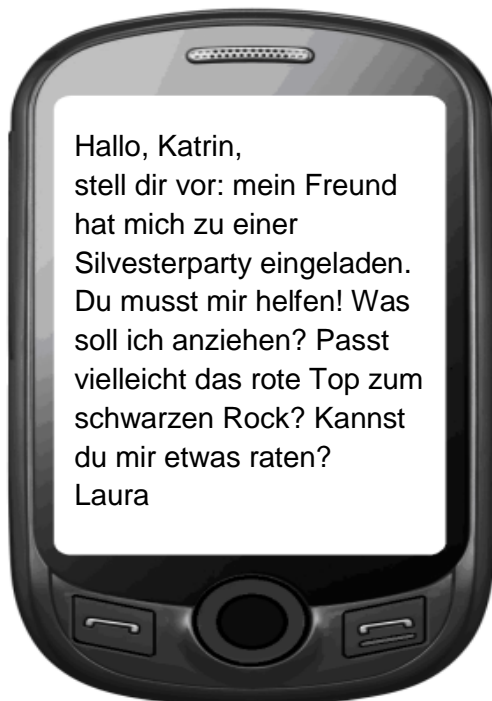 Hallo, Katrin,
stell dir vor: mein Freund
hat mich zu einer
Silvesterparty eingeladen.
Du musst mir helfen! Was
soll ich anziehen? Passt
vielleicht das rote Top zum
schwarzen Rock? Kannst
du mir etwas raten?
Laura